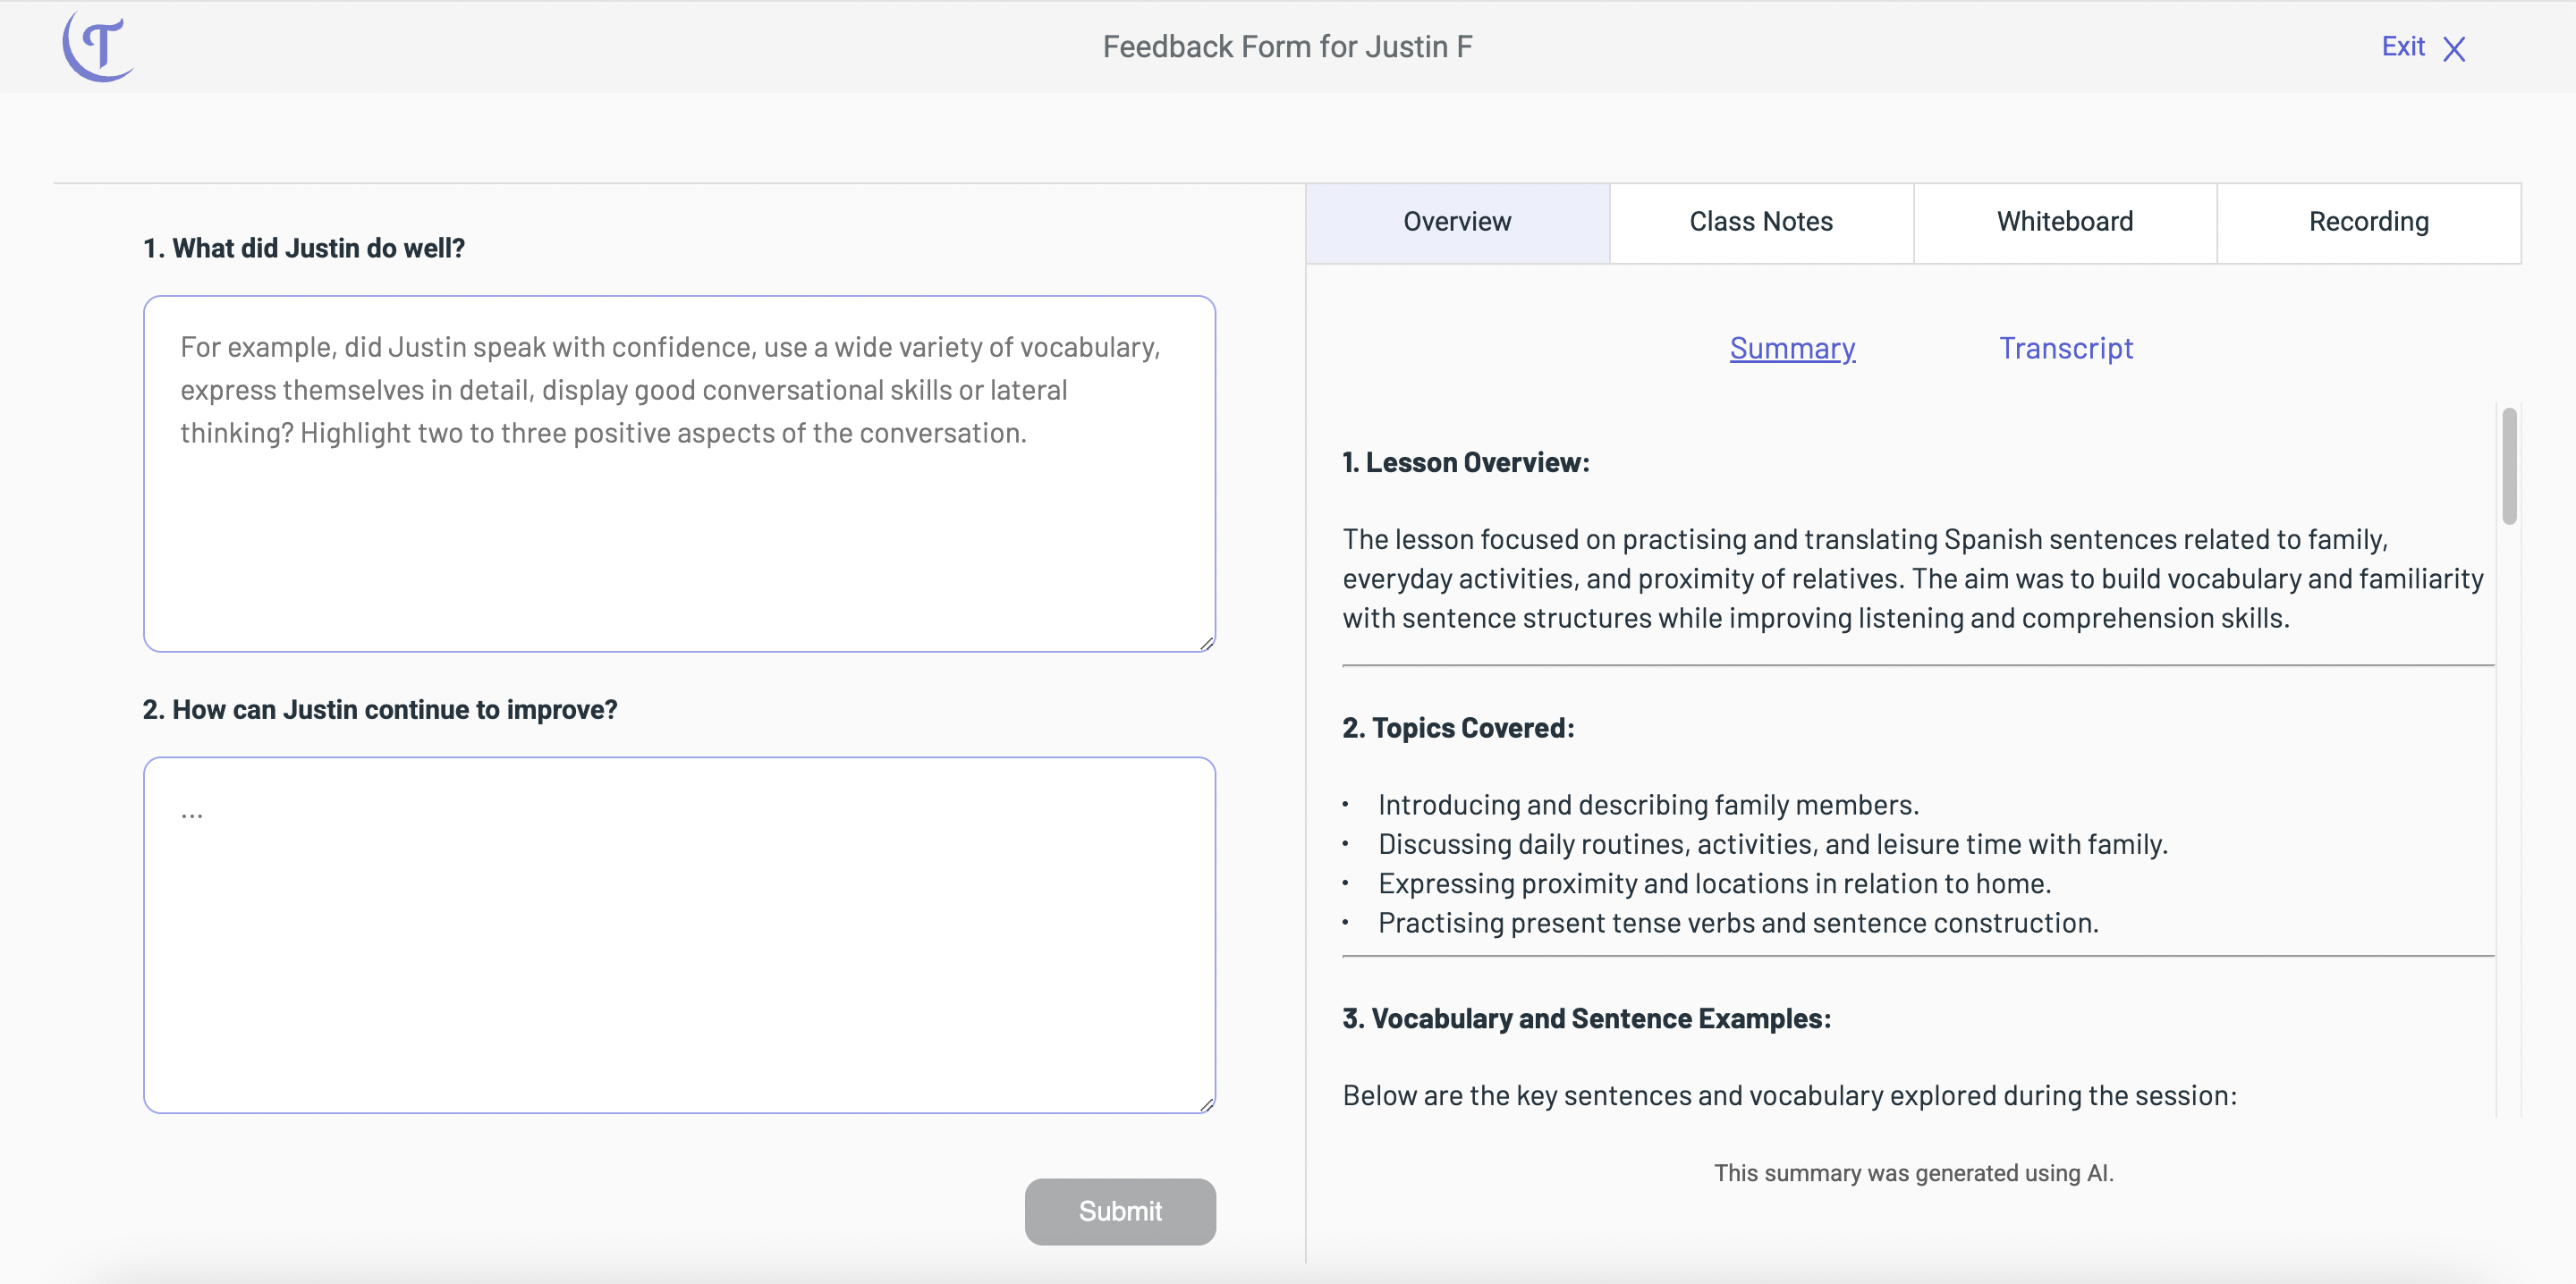 T
Feedback Form for Justin F
Exit X
1. What did Justin do well?
For example, did Justin speak with confidence, use a wide variety of vocabulary,
express themselves in detail, display good conversational skills or lateral
thinking? Highlight two to three positive aspects of the conversation.
2. How can Justin continue to improve?
...
Submit
Overview
Class Notes
Whiteboard
Recording
Summary
Transcript
1. Lesson Overview:
The lesson focused on practising and translating Spanish sentences related to family,
everyday activities, and proximity of relatives. The aim was to build vocabulary and familiarity
with sentence structures while improving listening and comprehension skills.
2. Topics Covered:
• Introducing and describing family members.
• Discussing daily routines, activities, and leisure time with family.
• Expressing proximity and locations in relation to home.
• Practising present tense verbs and sentence construction.
3. Vocabulary and Sentence Examples:
Below are the key sentences and vocabulary explored during the session:
This summary was generated using AI.